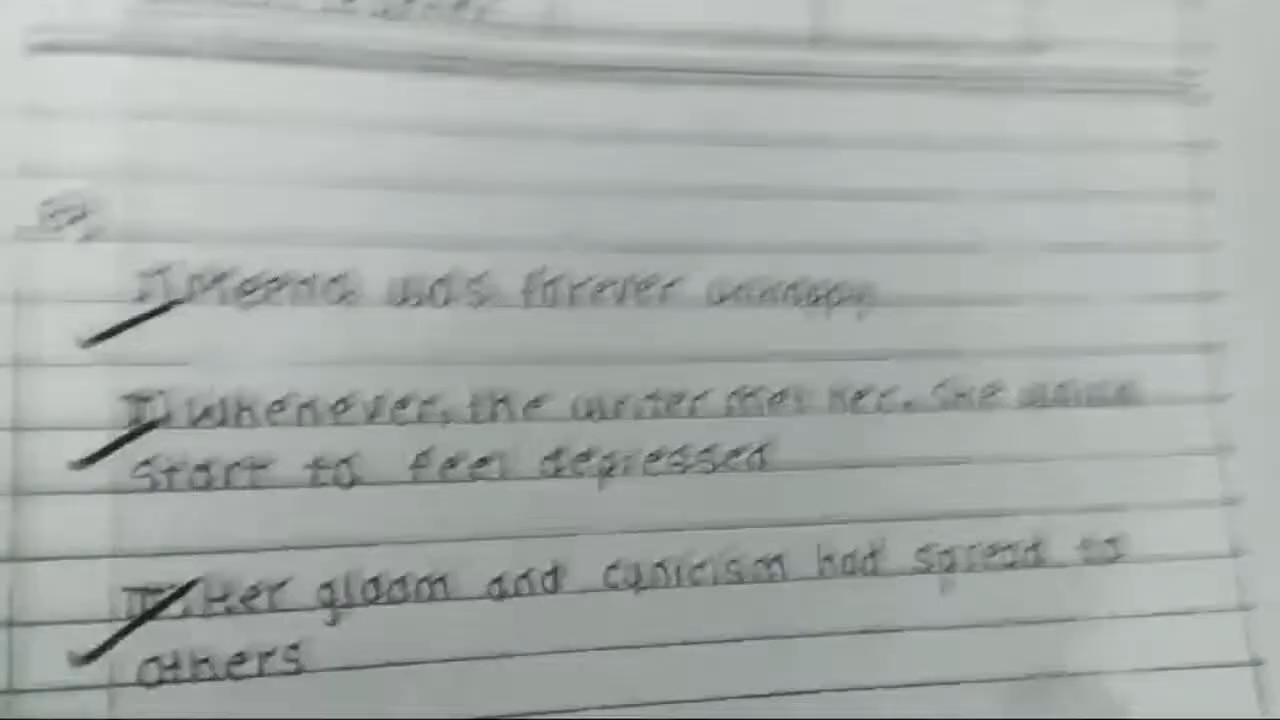 I) Meena was forever unhappy
II) Whenever, the writer met her. She would
start to feel depressed
III. Her gloom and cynicism had spread to
others